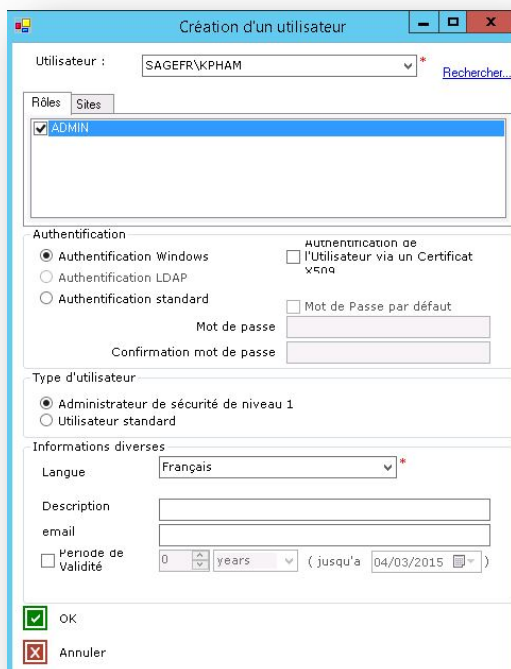 Création d'un utilisateur
Utilisateur :
SAGEFR\KPHAM
*
Rechercher...
Rôles
Sites
ADMIN
Authentification
Authentification Windows
Authentification de
l'Utilisateur via un Certificat
X509
Authentification LDAP
Authentification standard
Mot de Passe par défaut
Mot de passe
Confirmation mot de passe
Type d'utilisateur
Administrateur de sécurité de niveau 1
Utilisateur standard
Informations diverses
Langue
Français
*
Description
email
Période de
Validité
0
years
( jusqu'a
04/03/2015
)
OK
Annuler